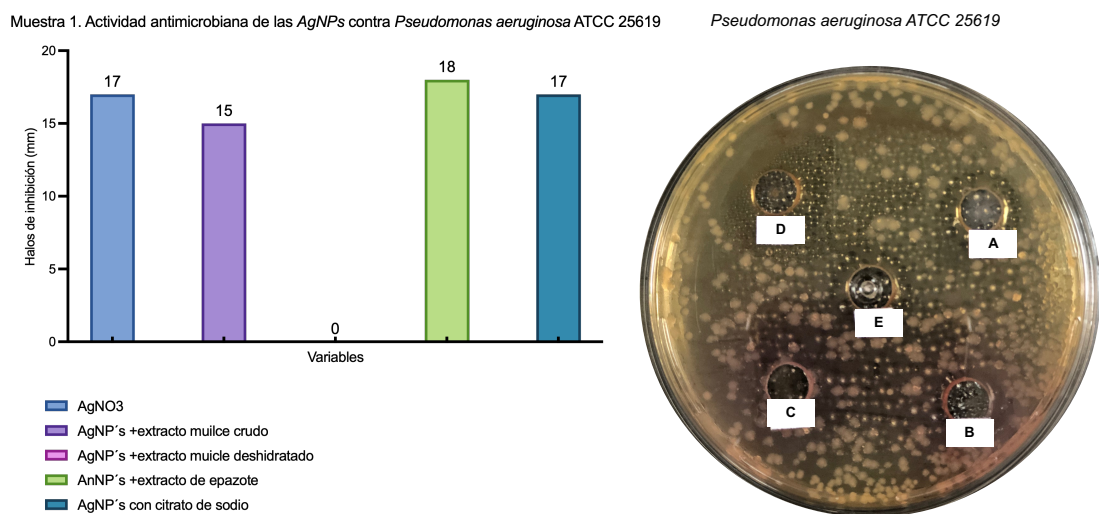 Muestra 1. Actividad antimicrobiana de las AgNPs contra Pseudomonas aeruginosa ATCC 25619
Pseudomonas aeruginosa ATCC 25619
Halos de inhibición (mm)
20
15
10
5
0
17
15
0
18
17
Variables
AgNO3
AgNP´s +extracto muilce crudo
AgNP´s +extracto muicle deshidratado
AnNP´s +extracto de epazote
AgNP´s con citrato de sodio
D
A
E
C
B